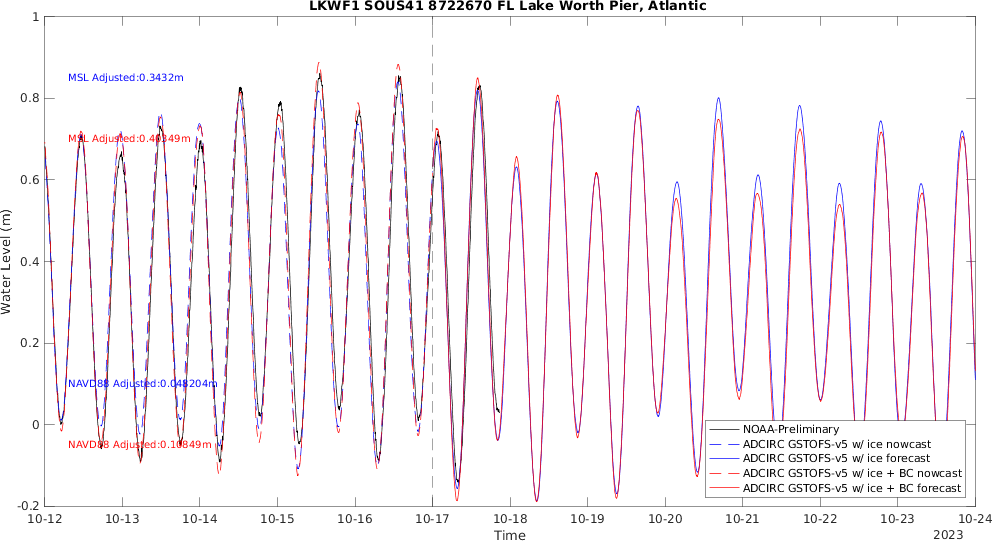 LKWF1 SOUS41 8722670 FL Lake Worth Pier, Atlantic
1
0.8
0.6
0.4
0.2
0
-0.2
Water Level (m)
MSL Adjusted:0.3432m
MSL Adjusted:0.40349m
NAVD88 Adjusted:0.048204m
NAVD88 Adjusted:0.10849m
NOAA-Preliminary
ADCIRC GSTOFS-v5 w/ ice nowcast
ADCIRC GSTOFS-v5 w/ ice forecast
ADCIRC GSTOFS-v5 w/ ice + BC nowcast
ADCIRC GSTOFS-v5 w/ ice + BC forecast
10-12 10-13 10-14 10-15 10-16 10-17 10-18 10-19 10-20 10-21 10-22 10-23 10-24
Time
2023